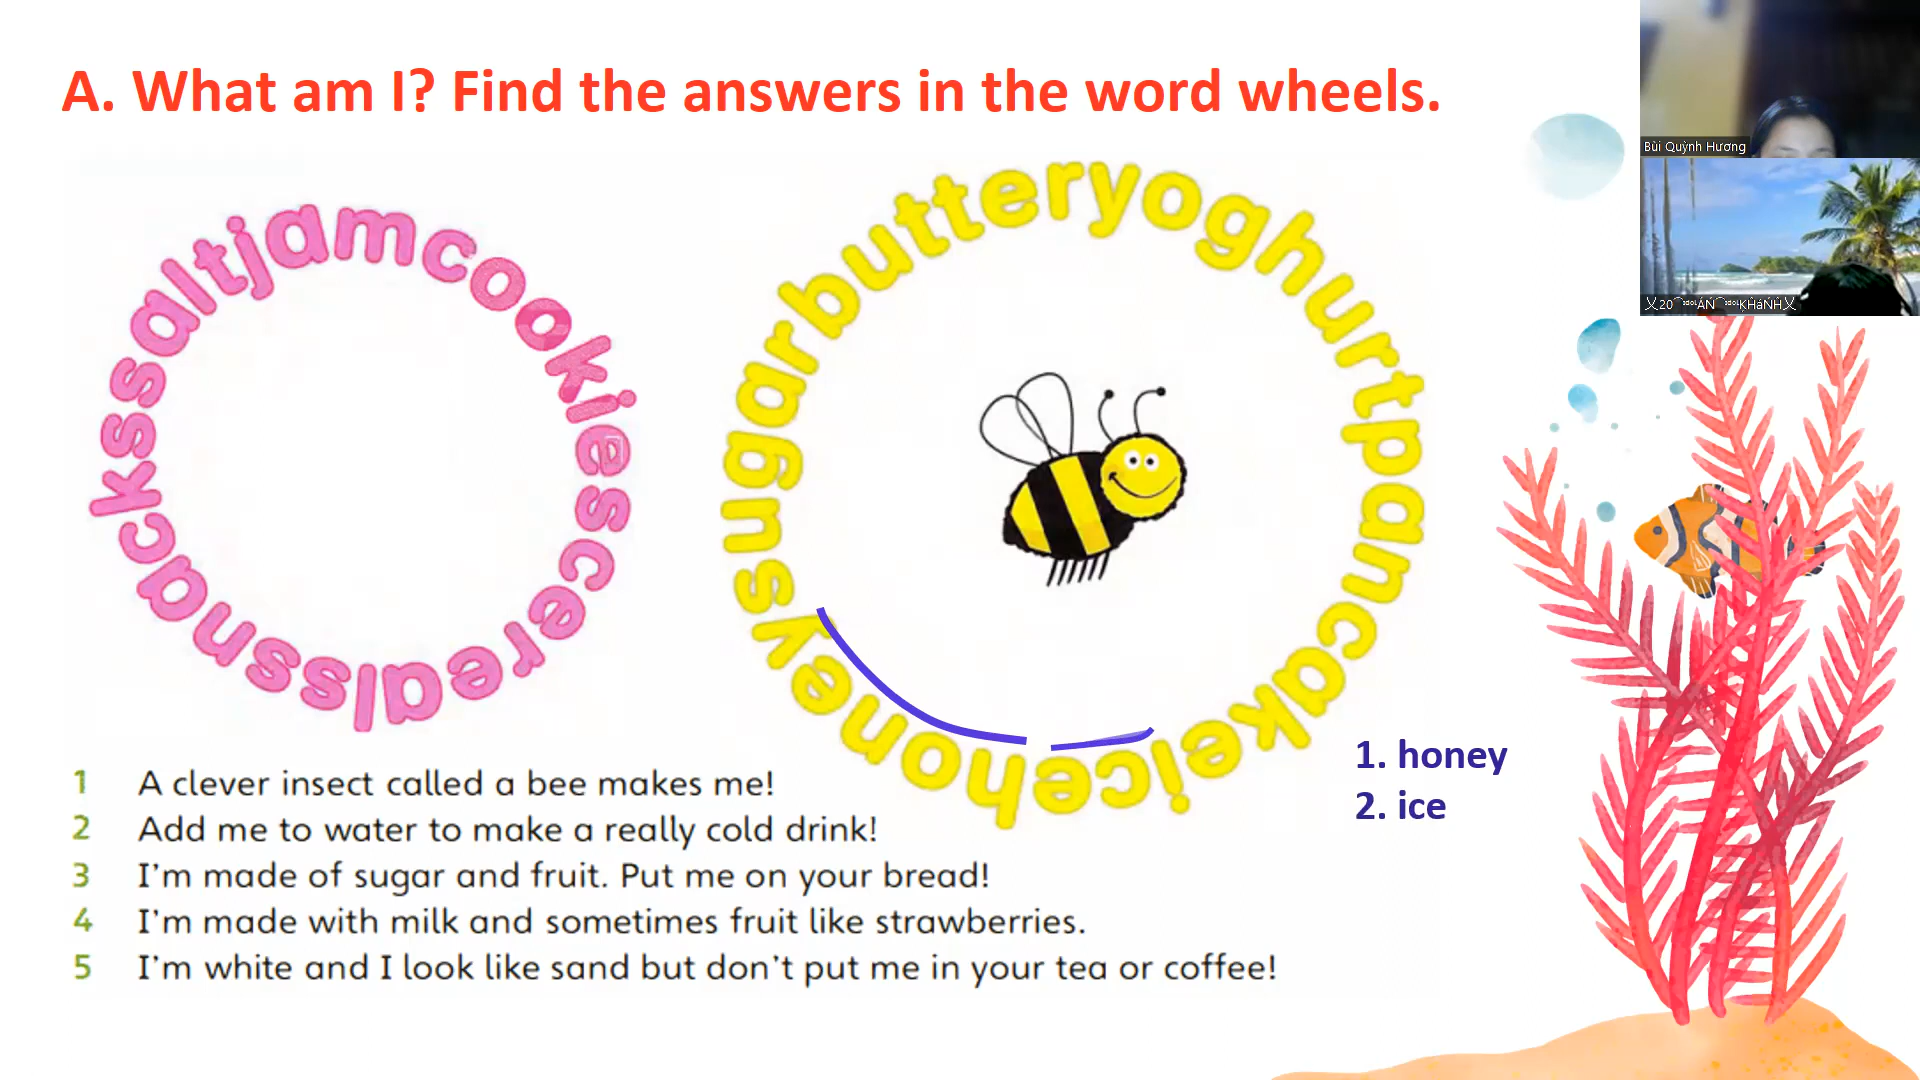 A. What am I? Find the answers in the word wheels.
Bùi Quỳnh Hương
saltjamcookiescerealssnacks
sugarbutteryoghurtpancakeicehoney
1. honey
2. ice
1 A clever insect called a bee makes me!
2 Add me to water to make a really cold drink!
3 I'm made of sugar and fruit. Put me on your bread!
4 I'm made with milk and sometimes fruit like strawberries.
5 I'm white and I look like sand but don't put me in your tea or coffee!